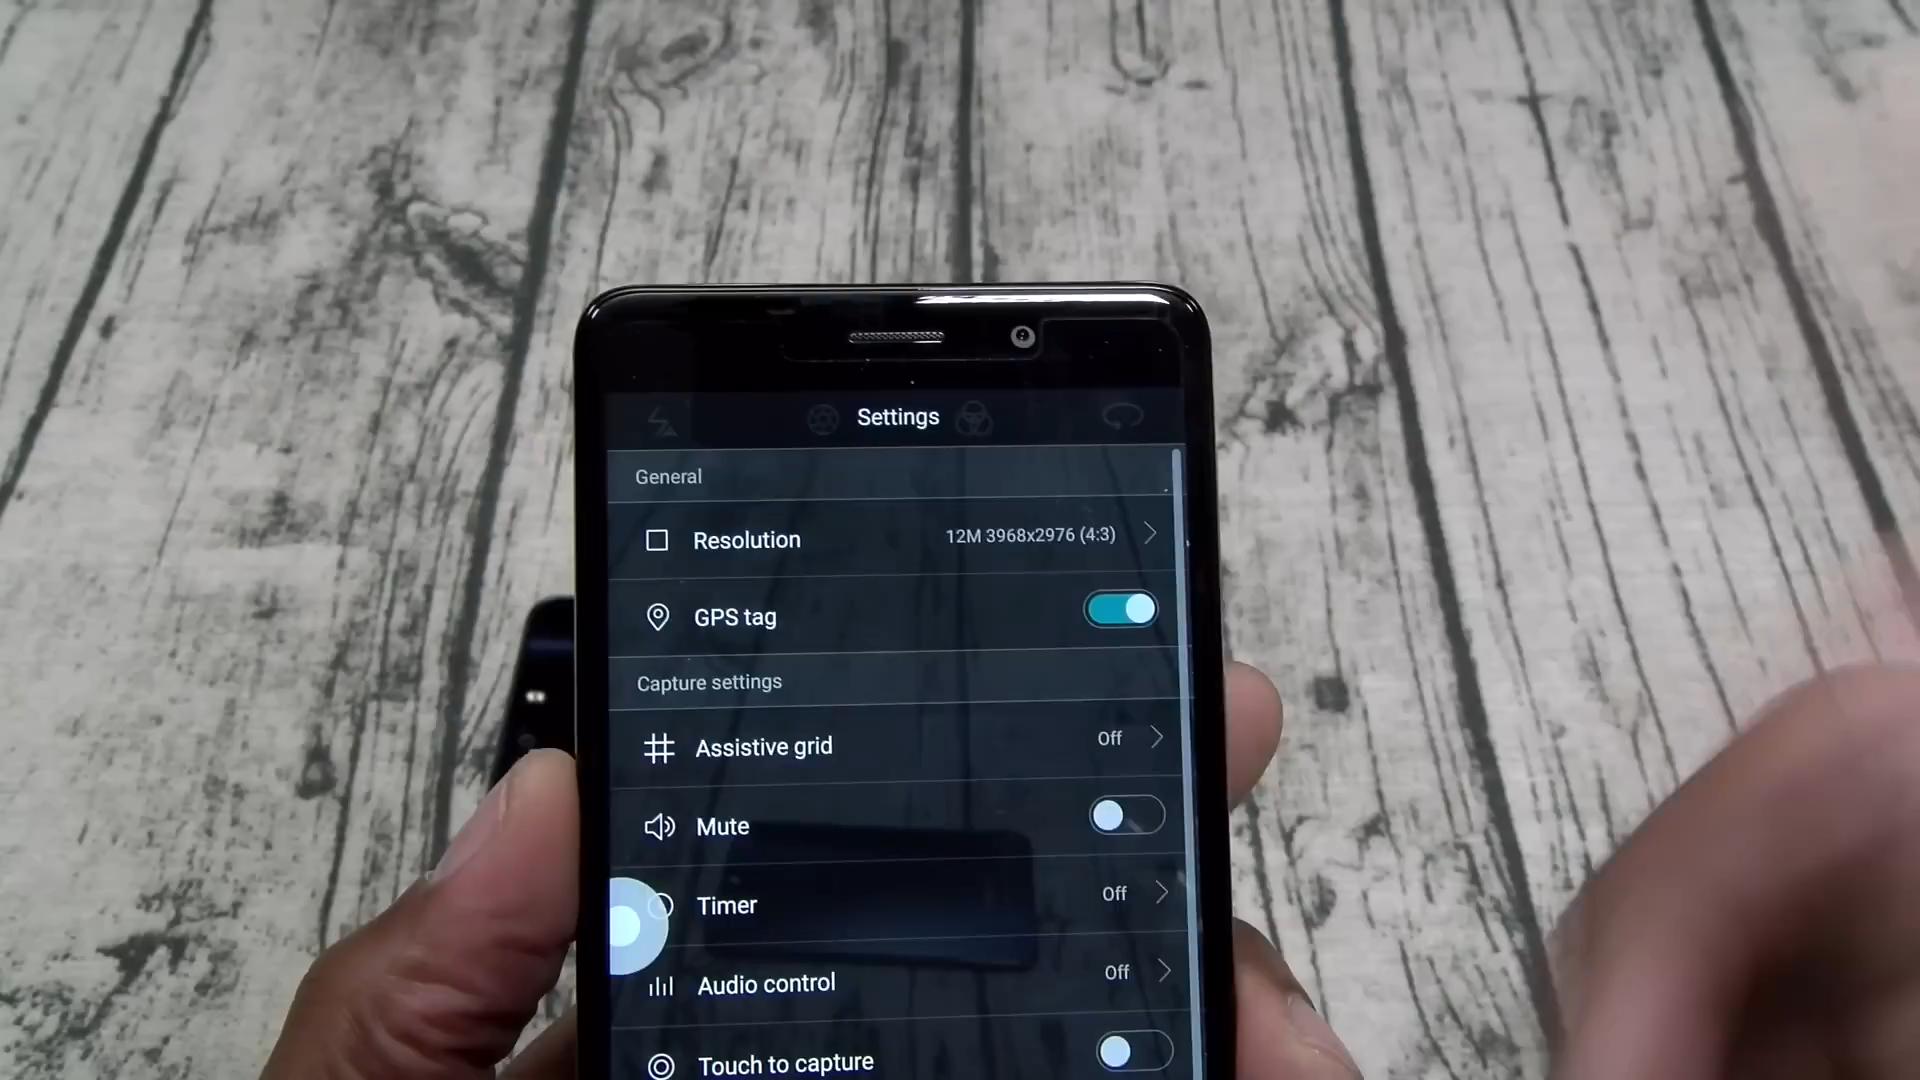 Settings
General
Resolution 12M 3968x2976 (4:3)
GPS tag
Capture settings
Assistive grid Off
Mute
Timer Off
Audio control Off
Touch to capture